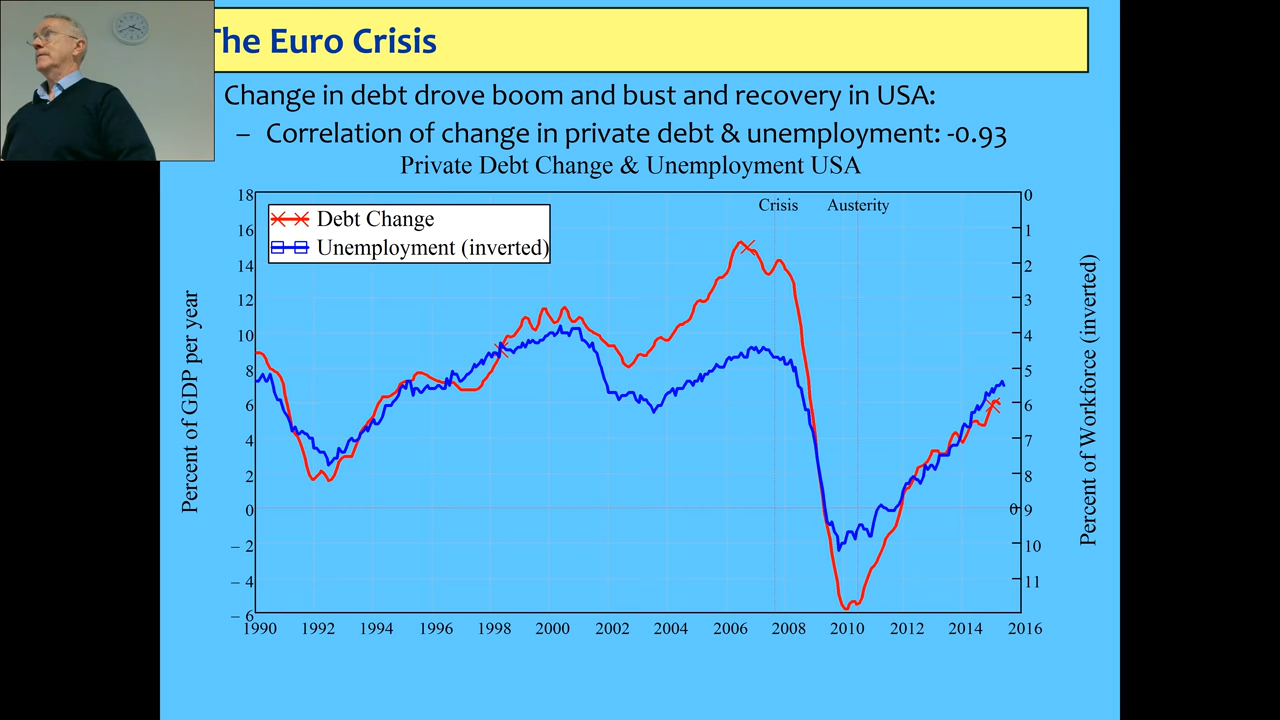 The Euro Crisis
Change in debt drove boom and bust and recovery in USA:
– Correlation of change in private debt & unemployment: -0.93
Private Debt Change & Unemployment USA
Crisis Austerity
Debt Change
Unemployment (inverted)
Percent of GDP per year
18
16
14
12
10
8
6
4
2
0
– 2
– 4
– 6
0
1
2
3
4
5
6
7
8
0 9
10
11
Percent of Workforce (inverted)
1990 1992 1994 1996 1998 2000 2002 2004 2006 2008 2010 2012 2014 2016